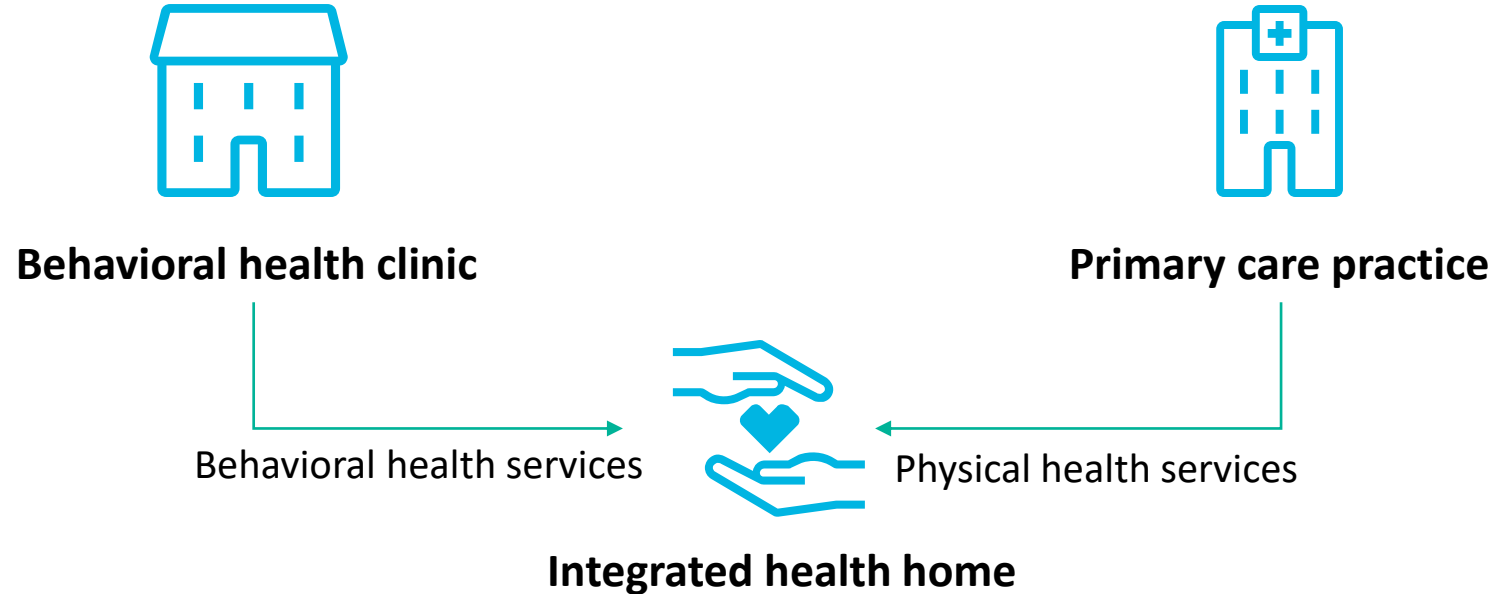 Behavioral health clinic
Primary care practice
Behavioral health services
Physical health services
Integrated health home